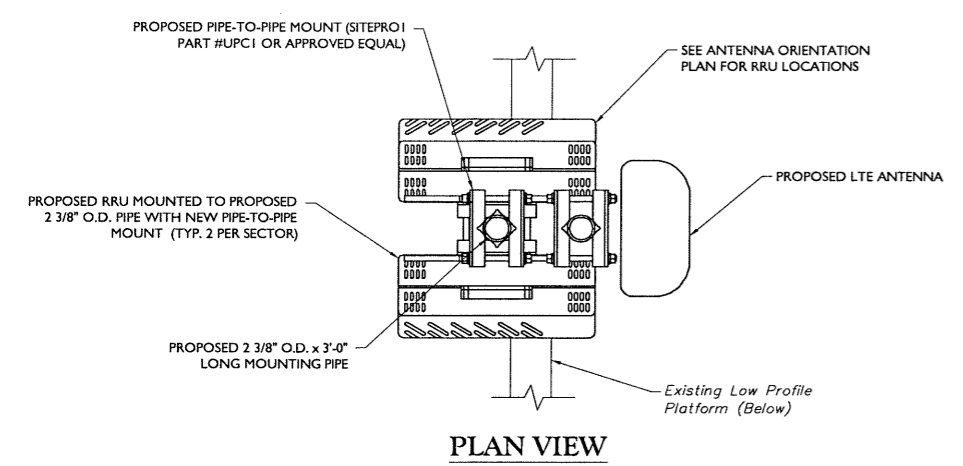 PROPOSED PIPE-TO-PIPE MOUNT (SITEPRO1
PART #UPC1 OR APPROVED EQUAL)
SEE ANTENNA ORIENTATION
PLAN FOR RRU LOCATIONS
PROPOSED LTE ANTENNA
PROPOSED RRU MOUNTED TO PROPOSED
2 3/8" O.D. PIPE WITH NEW PIPE-TO-PIPE
MOUNT (TYP. 2 PER SECTOR)
PROPOSED 2 3/8" O.D. x 3'-0"
LONG MOUNTING PIPE
Existing Low Profile
Platform (Below)
PLAN VIEW